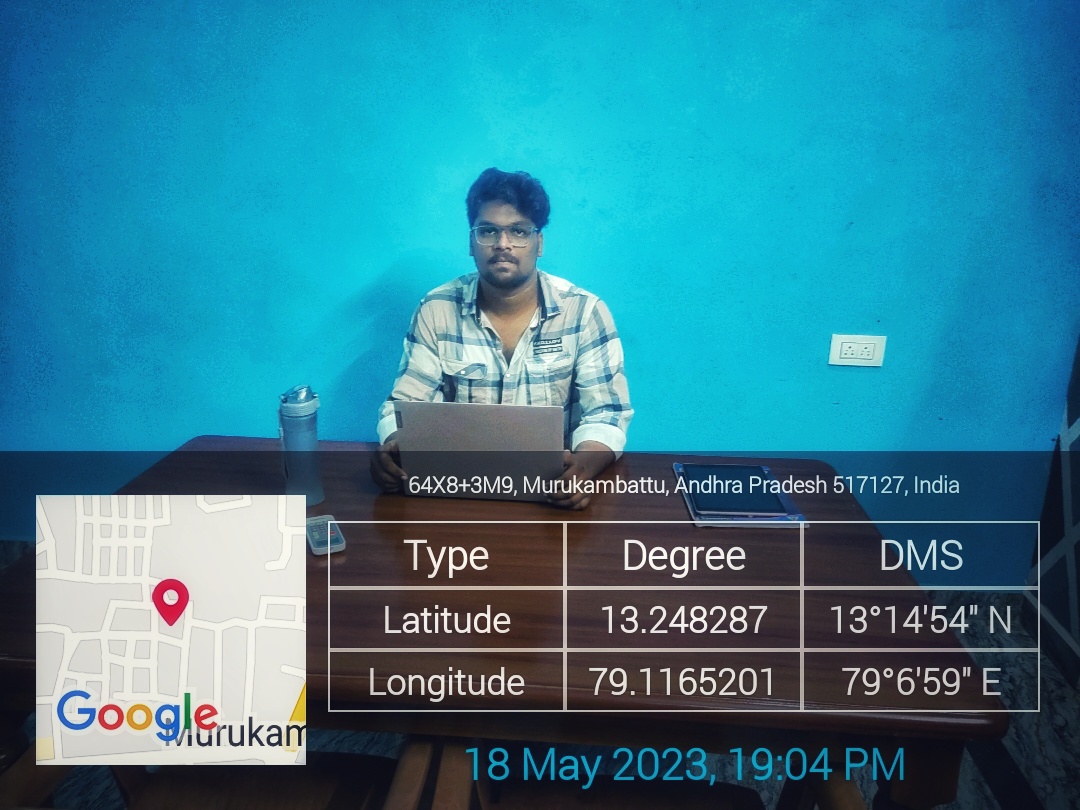 64X8+3M9, Murukambattu, Andhra Pradesh 517127, India
Type Degree DMS
Latitude 13.248287 13°14'54" N
Longitude 79.1165201 79°6'59" E
Google
Murukam
18 May 2023, 19:04 PM